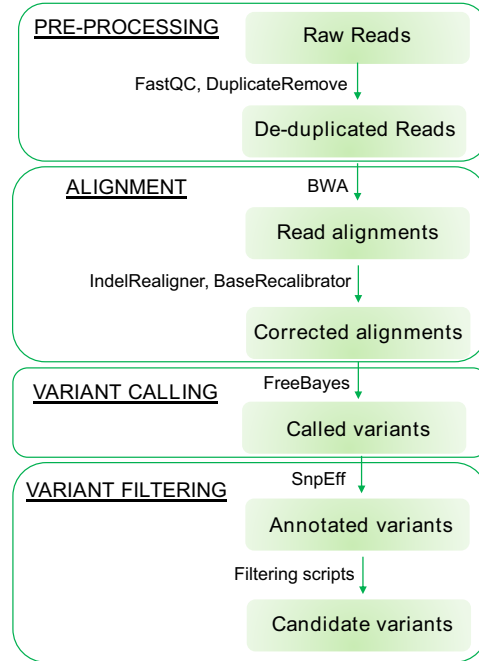 PRE-PROCESSING
Raw Reads
FastQC, DuplicateRemove
De-duplicated Reads
ALIGNMENT
BWA
Read alignments
IndelRealigner, BaseRecalibrator
Corrected alignments
VARIANT CALLING
FreeBayes
Called variants
SnpEff
VARIANT FILTERING
Annotated variants
Filtering scripts
Candidate variants